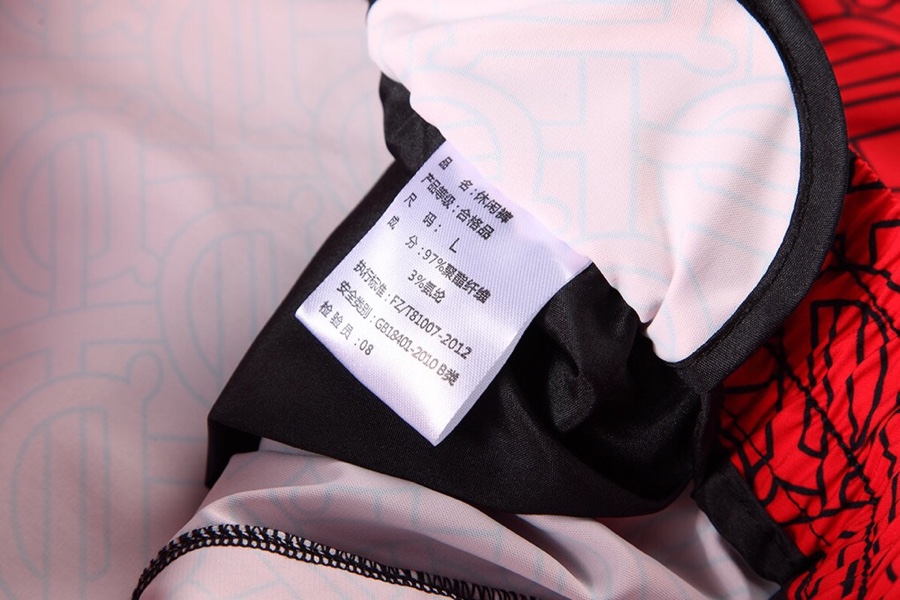 品 名：休闲裤
产品等级：合格品
尺 码：L
成 分：97%聚酯纤维
3%氨纶
执行标准：FZ/T81007-2012
安全类别：GB18401-2010 B类
检 验 员：08